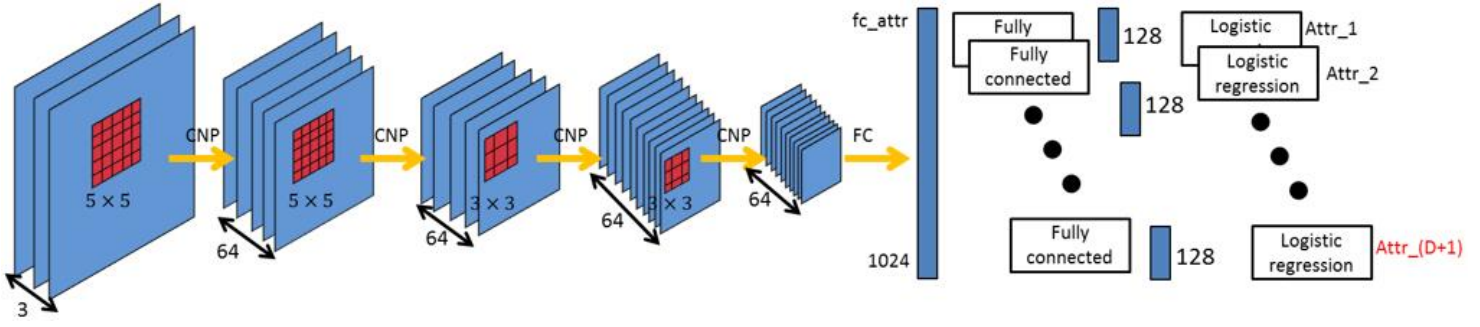 5 × 5
3
CNP
5 × 5
64
CNP
3 × 3
64
CNP
3 × 3
64
CNP
64
FC
fc_attr
1024
Fully
Fully
connected
128
128
Fully
connected
128
Logistic
Attr_1
Logistic
regression
Attr_2
Logistic
regression
Attr_(D+1)